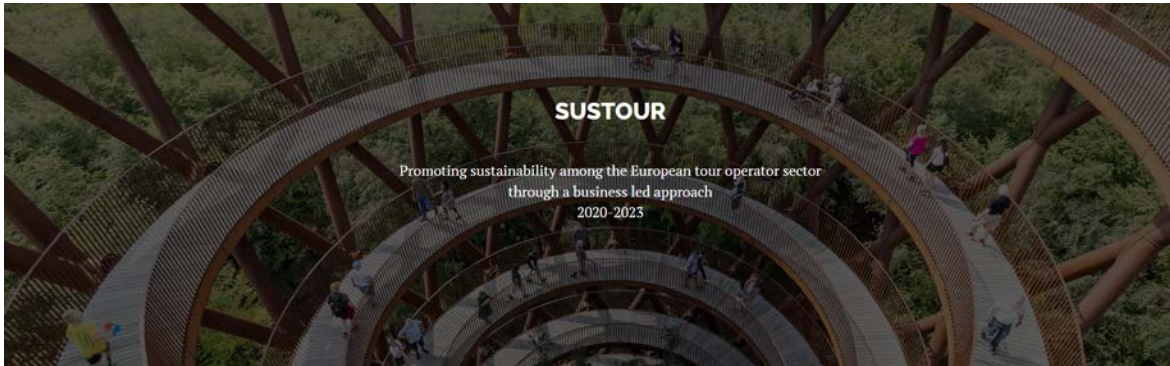 SUSTOUR
Promoting sustainability among the European tour operator sector
through a business led approach
2020-2023